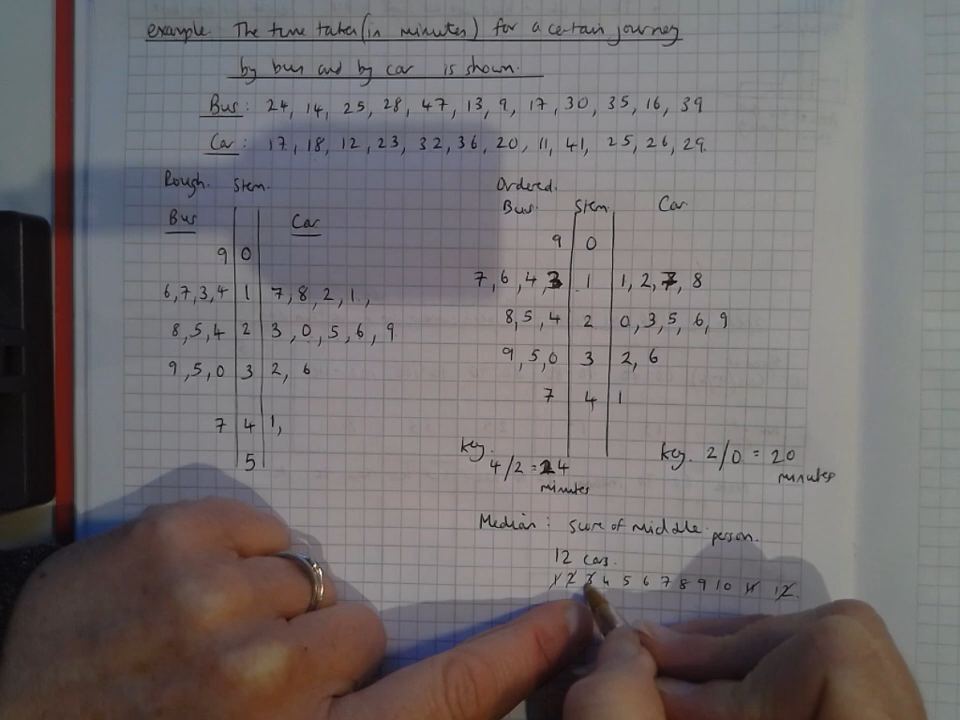 example. The time taken (in minutes) for a certain journey
by bus and by car is shown.
Bus: 24, 14, 25, 28, 47, 13, 9, 17, 30, 35, 16, 39
Car: 17, 18, 12, 23, 32, 36, 20, 11, 41, 25, 26, 29.
Rough. Stem.
Bus Car
9 0
6,7,3,4 1 7, 8, 2, 1,
8,5,4 2 3, 0, 5, 6, 9
9,5,0 3 2, 6
7 4 1,
5
Ordered.
Bus. Stem Car
9 0
7,6,4,3 1 1, 2, 7, 8
8,5,4 2 0, 3, 5, 6, 9
9,5,0 3 2, 6
7 4 1
key. 4/2 = 24
minutes
key. 2/0 = 20
minutes
Median: score of middle person.
12 cars.
1 2 3 4 5 6 7 8 9 10 11 12